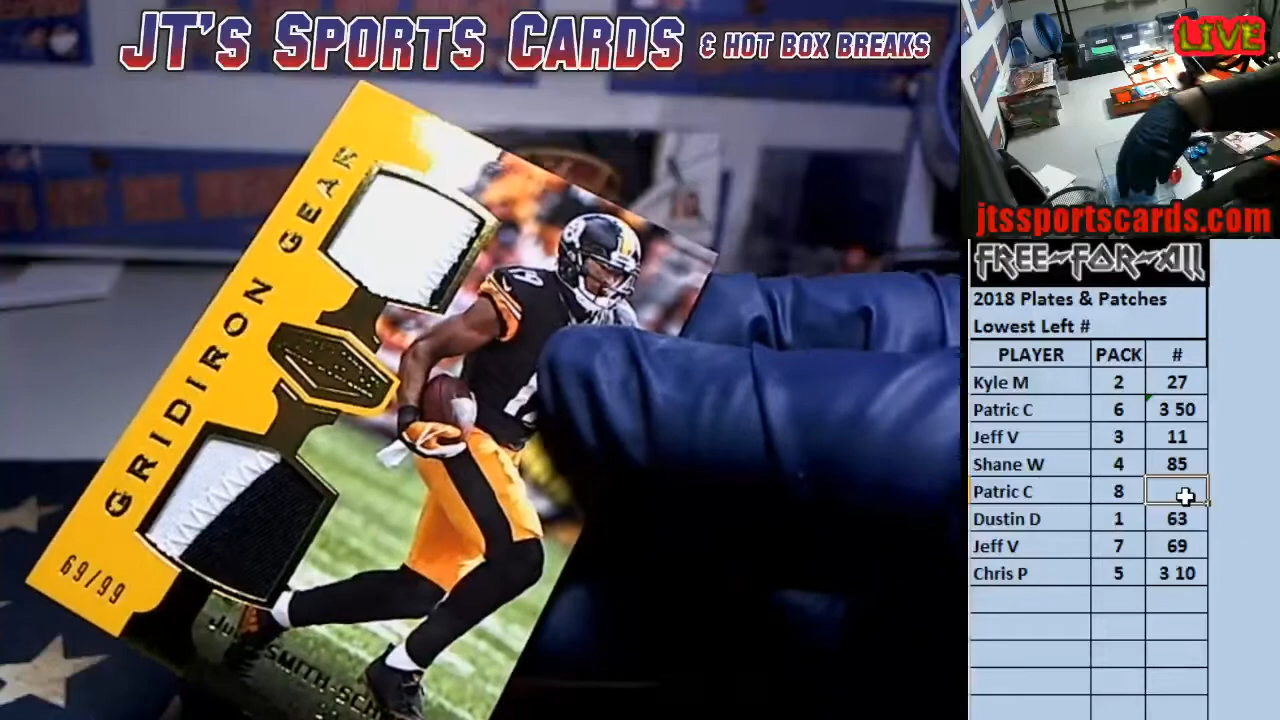 JT's SPORTS CARDS & HOT BOX BREAKS
LIVE
jtssportscards.com
FREE-FOR-ALL
2018 Plates & Patches
Lowest Left #
PLAYER PACK #
Kyle M 2 27
Patric C 6 3 50
Jeff V 3 11
Shane W 4 85
Patric C 8
Dustin D 1 63
Jeff V 7 69
Chris P 5 3 10
GRIDIRON GEAR
69/99